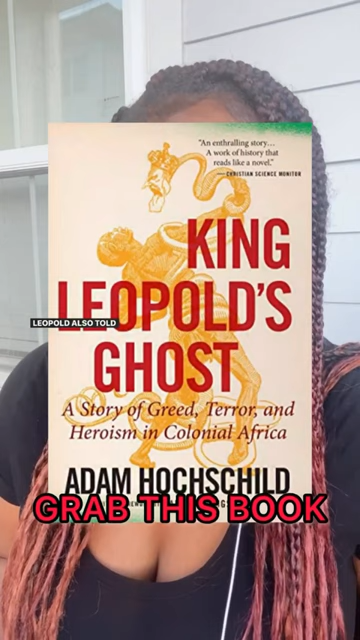 "An enthralling story...
A work of history that
reads like a novel."
—CHRISTIAN SCIENCE MONITOR
KING
LEOPOLD'S
LEOPOLD ALSO TOLD
GHOST
A Story of Greed, Terror, and
Heroism in Colonial Africa
ADAM HOCHSCHILD
GRAB THIS BOOK